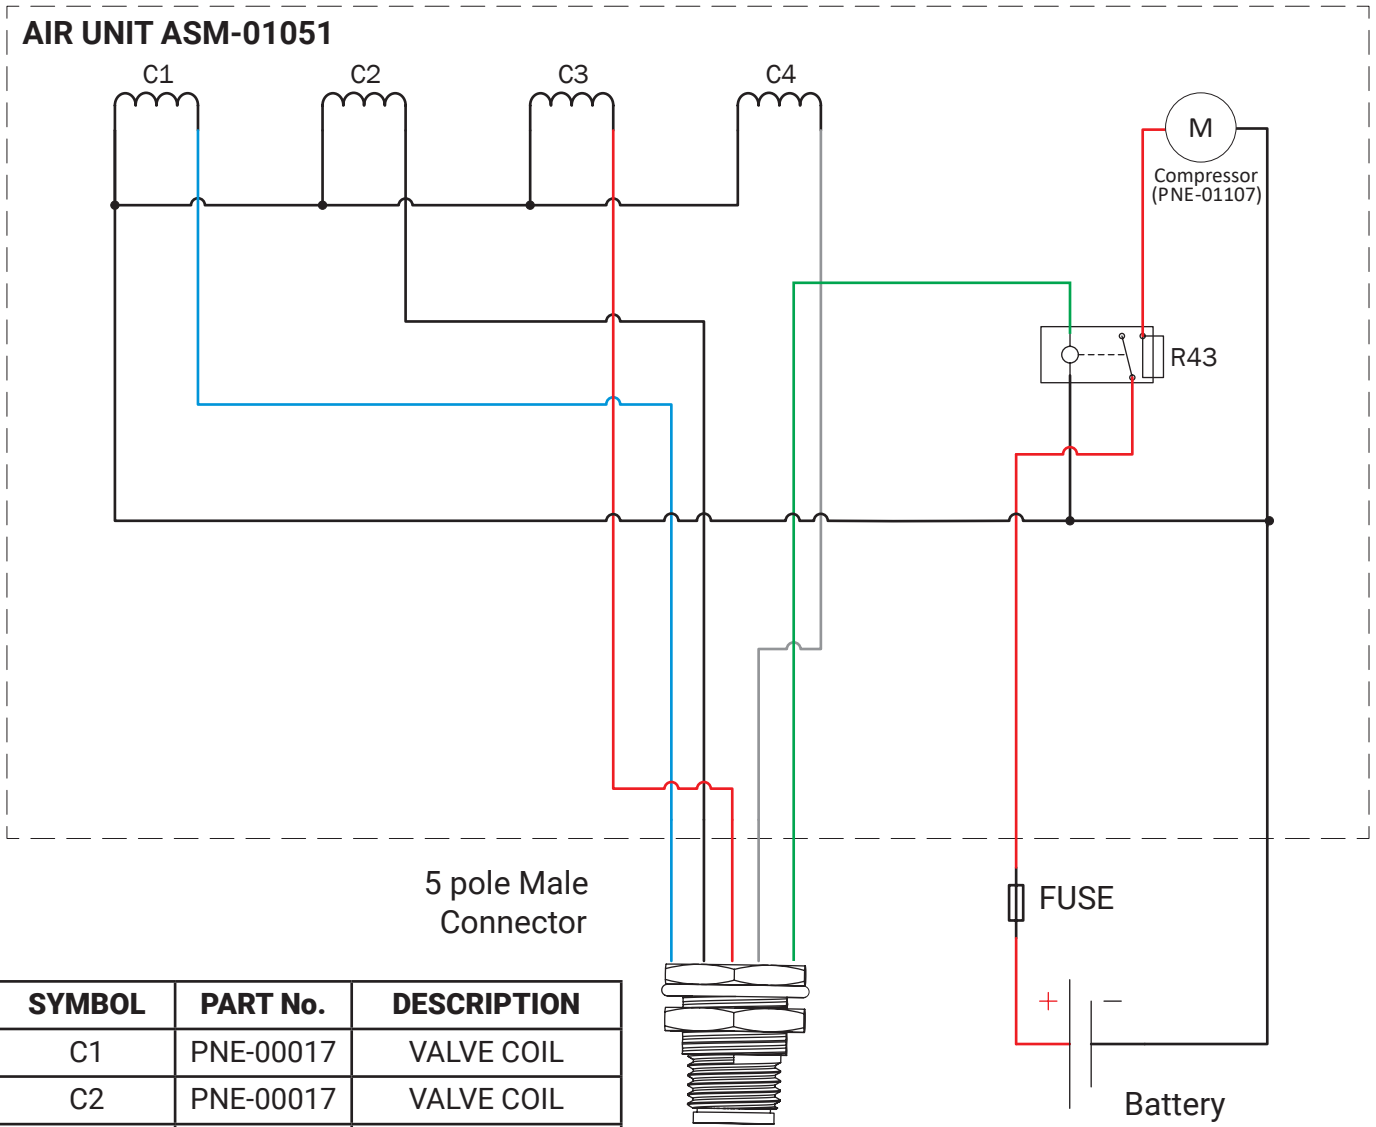 AIR UNIT ASM-01051
C1
C2
C3
C4
M
Compressor
(PNE-01107)
R43
5 pole Male
Connector
FUSE
+
−
Battery
SYMBOL PART No. DESCRIPTION
C1 PNE-00017 VALVE COIL
C2 PNE-00017 VALVE COIL